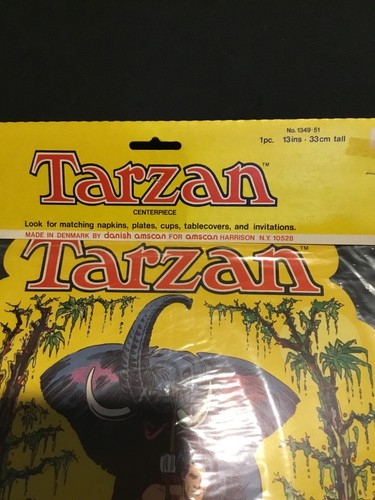 No. 1349-51
1pc. 13ins - 33cm tall
Tarzan™
CENTERPIECE
Look for matching napkins, plates, cups, tablecovers, and invitations.
MADE IN DENMARK BY danish amscan FOR amscan HARRISON N.Y. 10528
Tarzan™